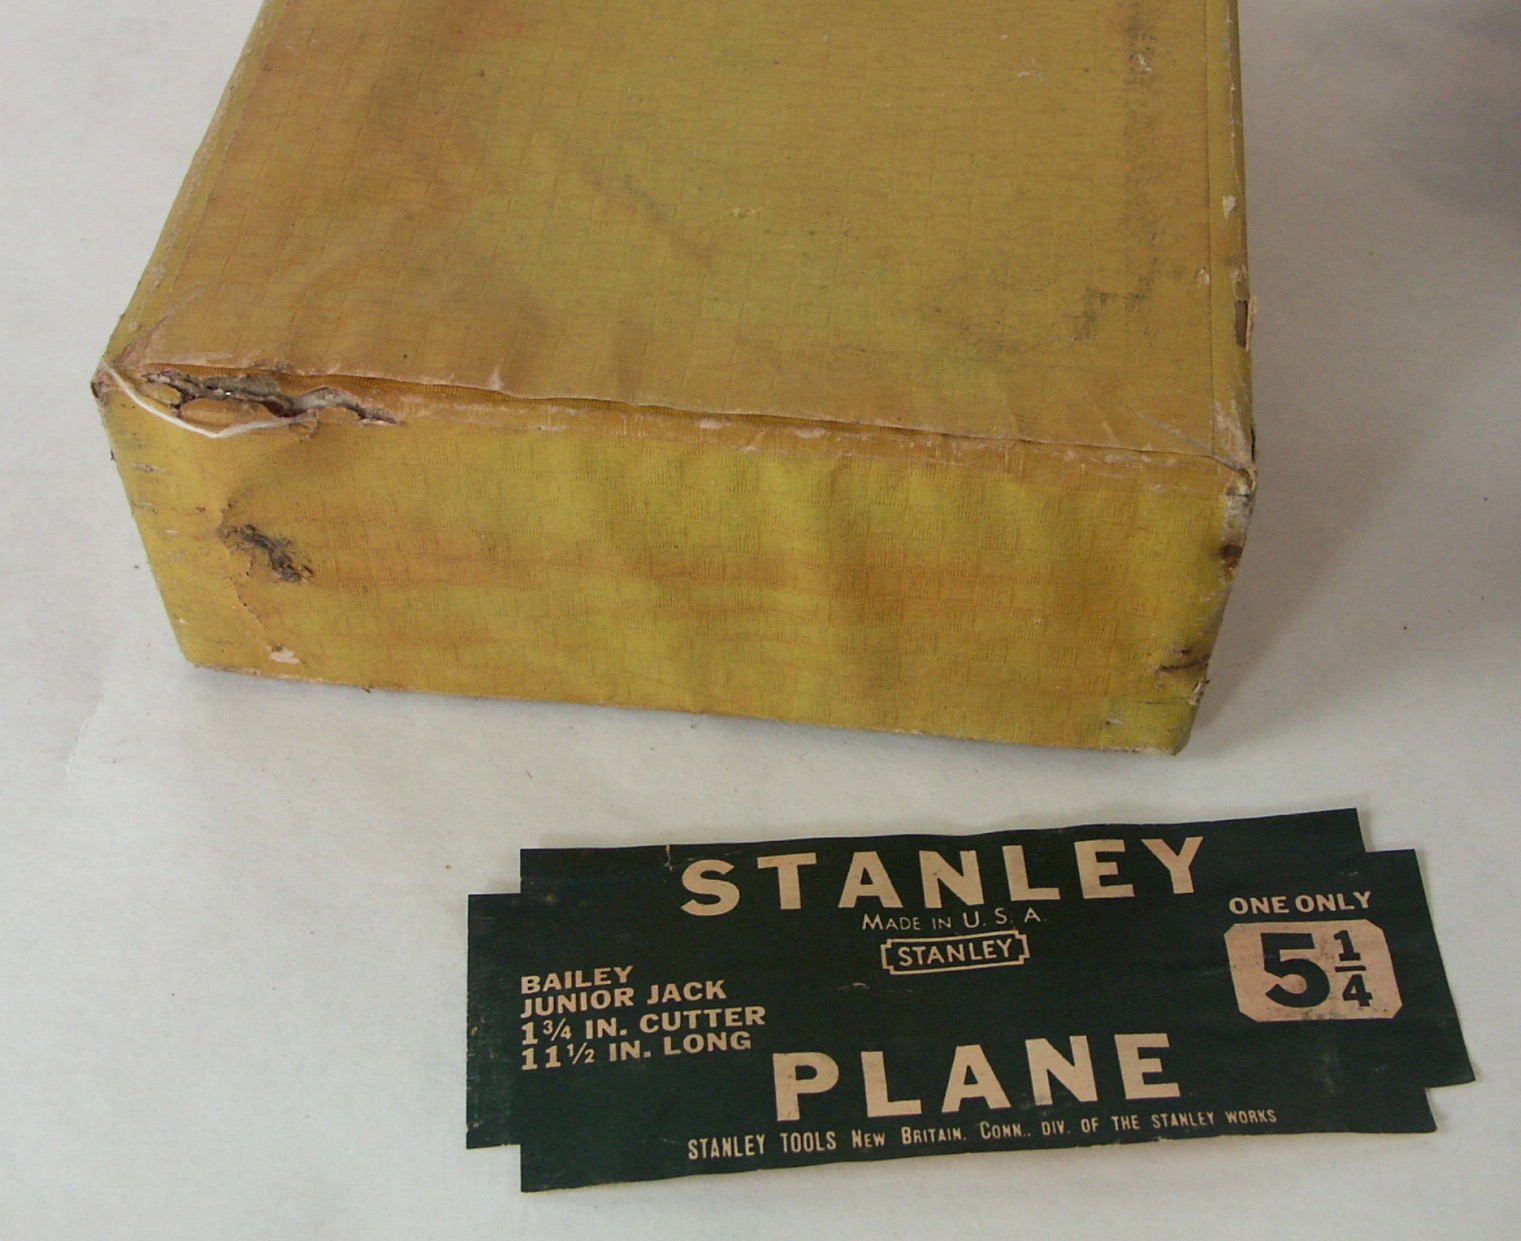 STANLEY
MADE IN U. S. A.
STANLEY
ONE ONLY
5 1/4
BAILEY
JUNIOR JACK
1 3/4 IN. CUTTER
11 1/2 IN. LONG
PLANE
STANLEY TOOLS NEW BRITAIN, CONN., DIV. OF THE STANLEY WORKS